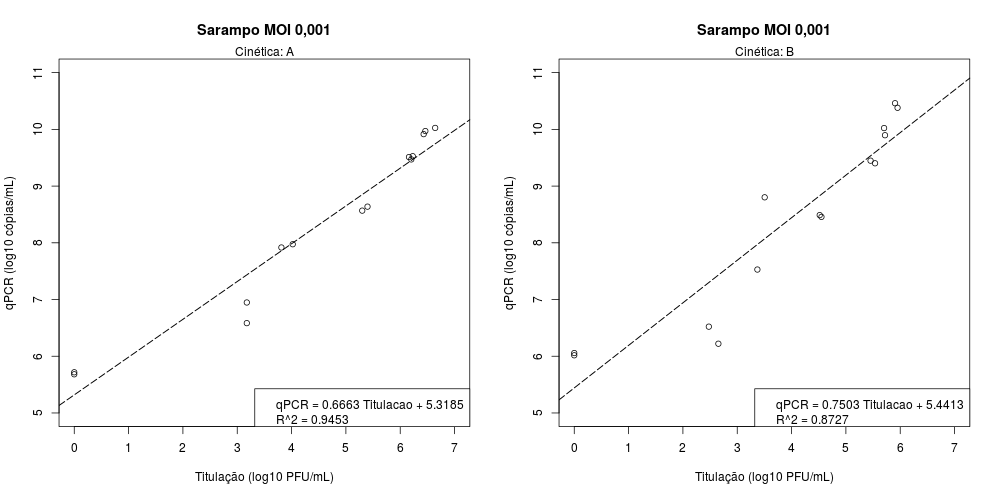 Sarampo MOI 0,001
Cinética: A
11
10
9
8
7
6
5
qPCR (log10 cópias/mL)
qPCR = 0.6663 Titulacao + 5.3185
R^2 = 0.9453
0 1 2 3 4 5 6 7
Titulação (log10 PFU/mL)
Sarampo MOI 0,001
Cinética: B
11
10
9
8
7
6
5
qPCR (log10 cópias/mL)
qPCR = 0.7503 Titulacao + 5.4413
R^2 = 0.8727
0 1 2 3 4 5 6 7
Titulação (log10 PFU/mL)